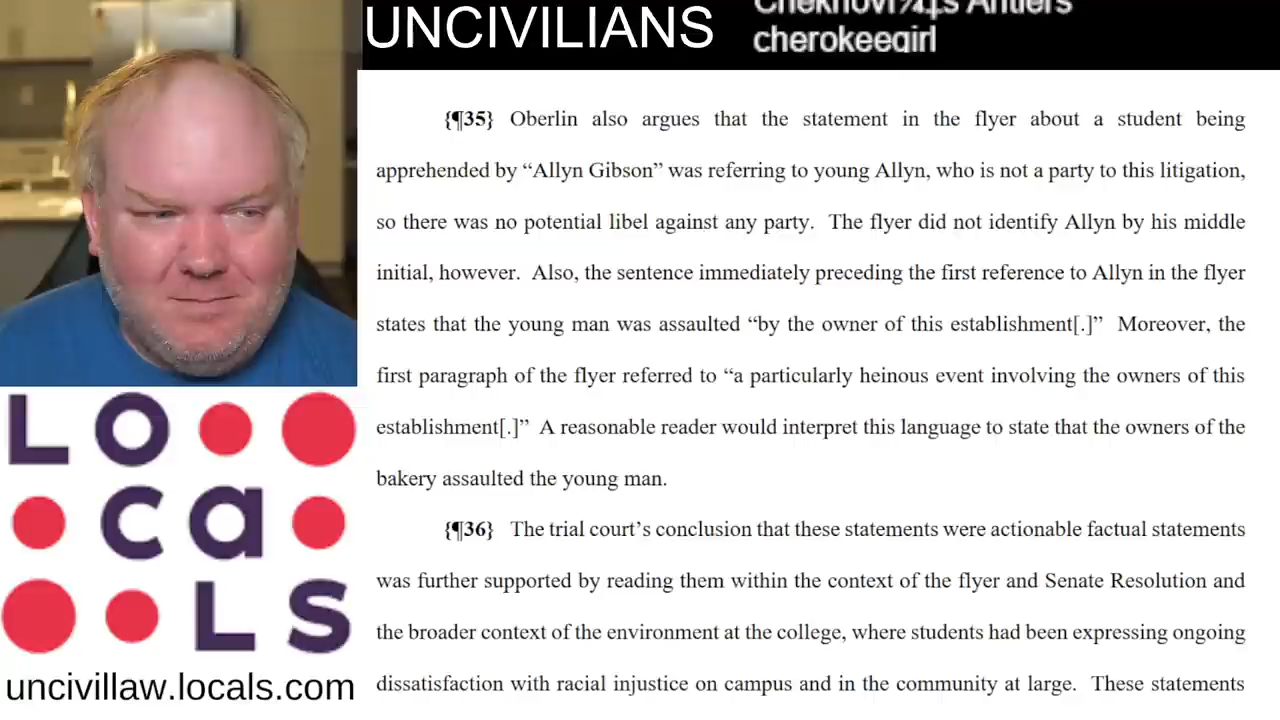 UNCIVILIANS
Antlers
cherokeegirl
{¶35} Oberlin also argues that the statement in the flyer about a student being
apprehended by “Allyn Gibson” was referring to young Allyn, who is not a party to this litigation,
so there was no potential libel against any party. The flyer did not identify Allyn by his middle
initial, however. Also, the sentence immediately preceding the first reference to Allyn in the flyer
states that the young man was assaulted “by the owner of this establishment[.]” Moreover, the
first paragraph of the flyer referred to “a particularly heinous event involving the owners of this
establishment[.]” A reasonable reader would interpret this language to state that the owners of the
bakery assaulted the young man.
{¶36} The trial court’s conclusion that these statements were actionable factual statements
was further supported by reading them within the context of the flyer and Senate Resolution and
the broader context of the environment at the college, where students had been expressing ongoing
dissatisfaction with racial injustice on campus and in the community at large. These statements
LO
ca
LS
uncivillaw.locals.com